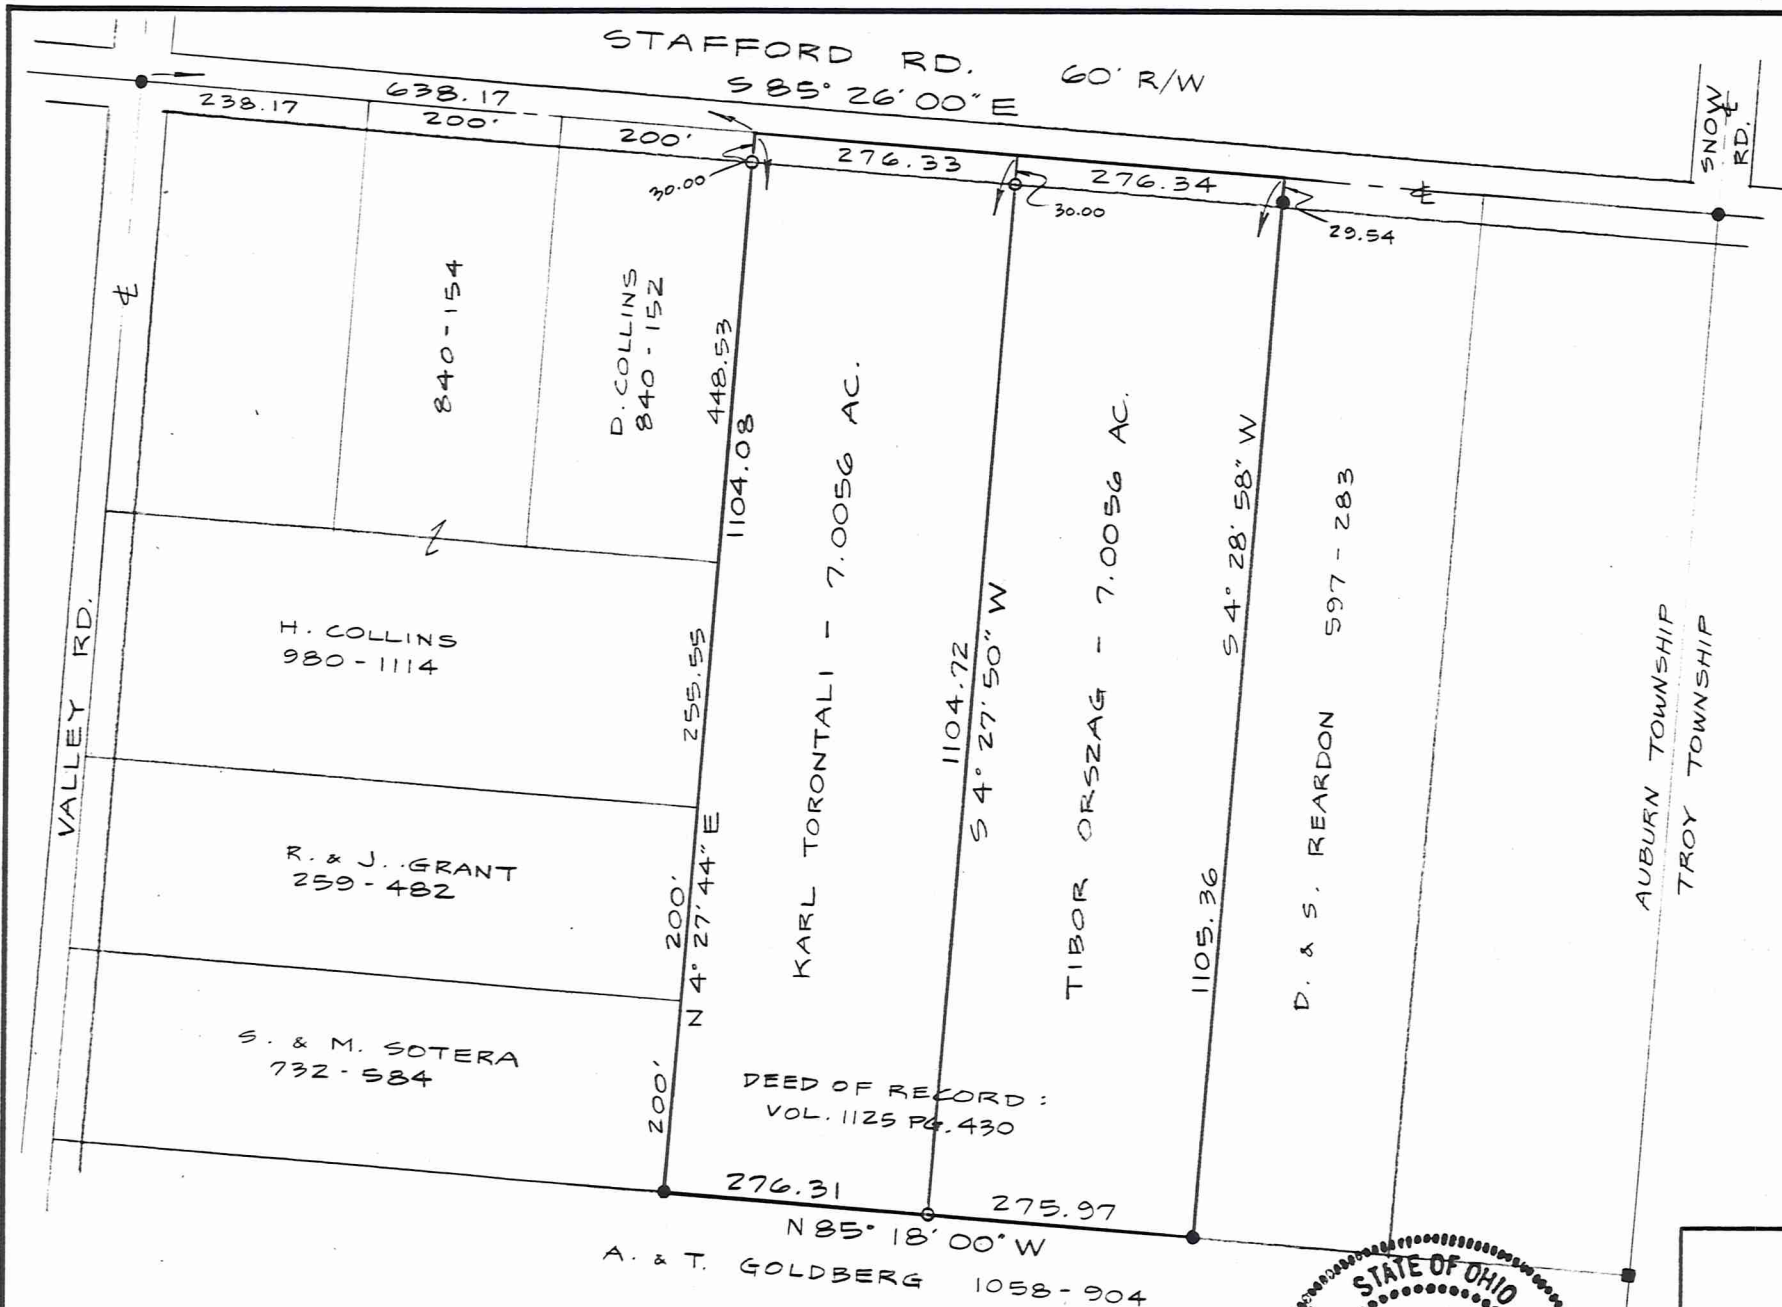 STAFFORD RD. 60' R/W
S 85° 26' 00" E
SNOW RD.
℄
238.17
638.17
200'
200'
276.33
276.34
℄
30.00
30.00
29.54
℄
840-154
D. COLLINS
840-152
448.53
1104.08
KARL TORONTALI - 7.0056 AC.
TIBOR ORSZAG - 7.0056 AC.
S 4° 28' 58" W
1105.36
D. & S. REARDON 597-283
1104.72
S 4° 27' 50" W
VALLEY RD.
H. COLLINS
980-1114
255.55
R. & J. GRANT
259-482
200'
N 4° 27' 44" E
S. & M. SOTERA
732-584
200'
AUBURN TOWNSHIP
TROY TOWNSHIP
DEED OF RECORD:
VOL. 1125 PG. 430
276.31
275.97
N 85° 18' 00" W
A. & T. GOLDBERG 1058-904
STATE OF OHIO